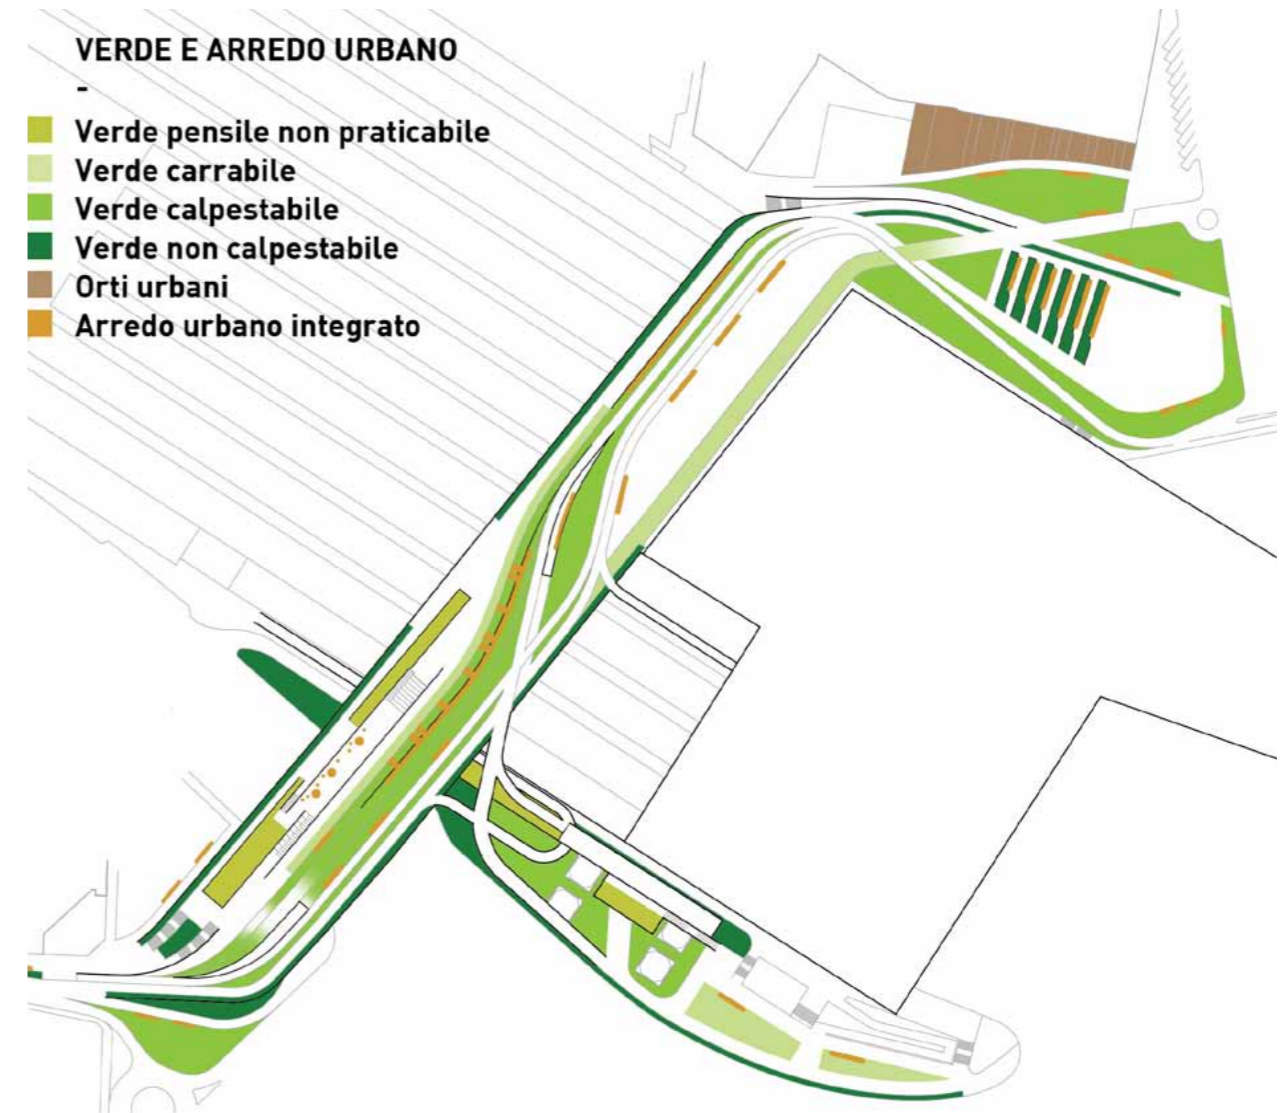 VERDE E ARREDO URBANO
-
Verde pensile non praticabile
Verde carrabile
Verde calpestabile
Verde non calpestabile
Orti urbani
Arredo urbano integrato